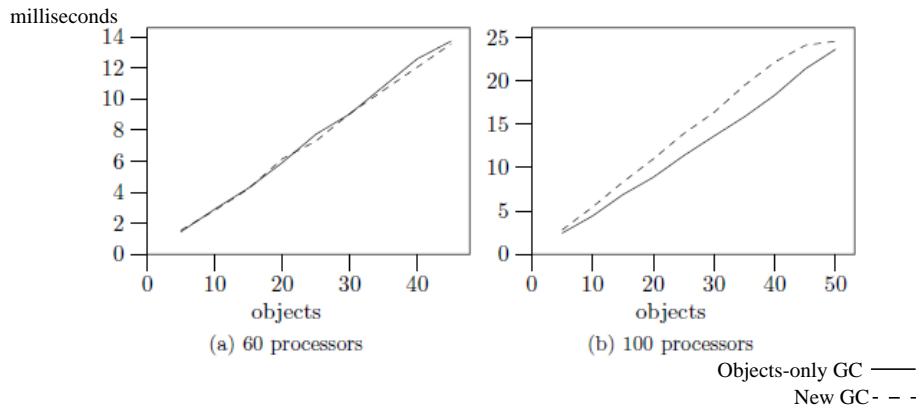 milliseconds
14
12
10
8
6
4
2
0
0 10 20 30 40
objects
(a) 60 processors
25
20
15
10
5
0
0 10 20 30 40 50
objects
(b) 100 processors
Objects-only GC
New GC